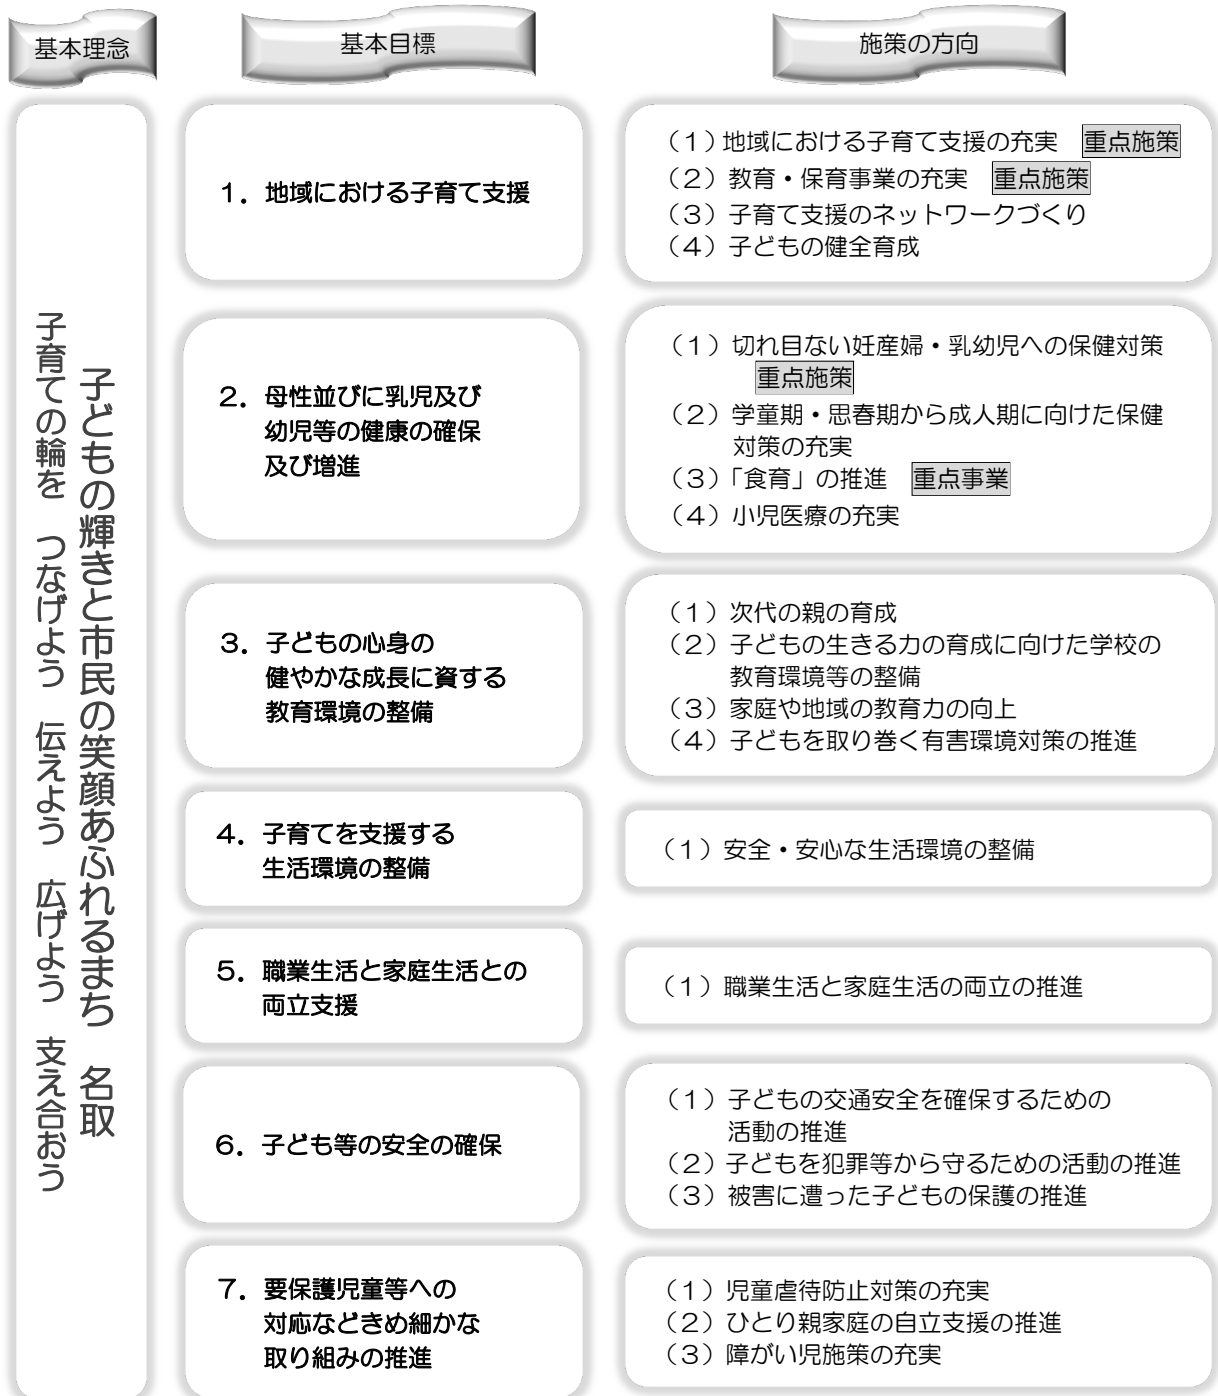 基本理念
基本目標
施策の方向
子どもの輝きと市民の笑顔あふれるまち　名取
子育ての輪を　つなげよう　伝えよう　広げよう　支え合おう
１．地域における子育て支援
（１）地域における子育て支援の充実　重点施策
（２）教育・保育事業の充実　重点施策
（３）子育て支援のネットワークづくり
（４）子どもの健全育成
２．母性並びに乳児及び
幼児等の健康の確保
及び増進
（１）切れ目ない妊産婦・乳幼児への保健対策
重点施策
（２）学童期・思春期から成人期に向けた保健
対策の充実
（３）「食育」の推進　重点事業
（４）小児医療の充実
３．子どもの心身の
健やかな成長に資する
教育環境の整備
（１）次代の親の育成
（２）子どもの生きる力の育成に向けた学校の
教育環境等の整備
（３）家庭や地域の教育力の向上
（４）子どもを取り巻く有害環境対策の推進
４．子育てを支援する
生活環境の整備
（１）安全・安心な生活環境の整備
５．職業生活と家庭生活との
両立支援
（１）職業生活と家庭生活の両立の推進
６．子ども等の安全の確保
（１）子どもの交通安全を確保するための
活動の推進
（２）子どもを犯罪等から守るための活動の推進
（３）被害に遭った子どもの保護の推進
７．要保護児童等への
対応などきめ細かな
取り組みの推進
（１）児童虐待防止対策の充実
（２）ひとり親家庭の自立支援の推進
（３）障がい児施策の充実